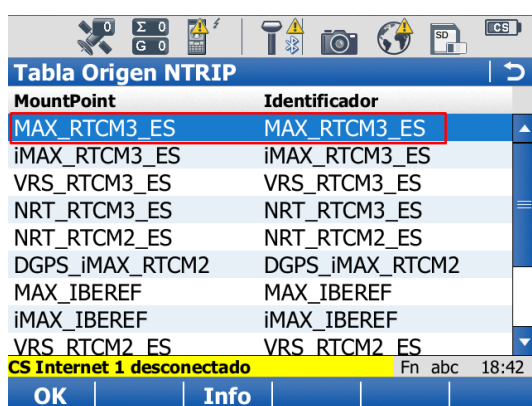 0 Σ 0 G 0 SD CS
Tabla Origen NTRIP
MountPoint Identificador
MAX_RTCM3_ES MAX_RTCM3_ES
iMAX_RTCM3_ES iMAX_RTCM3_ES
VRS_RTCM3_ES VRS_RTCM3_ES
NRT_RTCM3_ES NRT_RTCM3_ES
NRT_RTCM2_ES NRT_RTCM2_ES
DGPS_iMAX_RTCM2 DGPS_iMAX_RTCM2
MAX_IBEREF MAX_IBEREF
iMAX_IBEREF iMAX_IBEREF
VRS_RTCM2_ES VRS_RTCM2_ES
CS Internet 1 desconectado Fn abc 18:42
OK Info